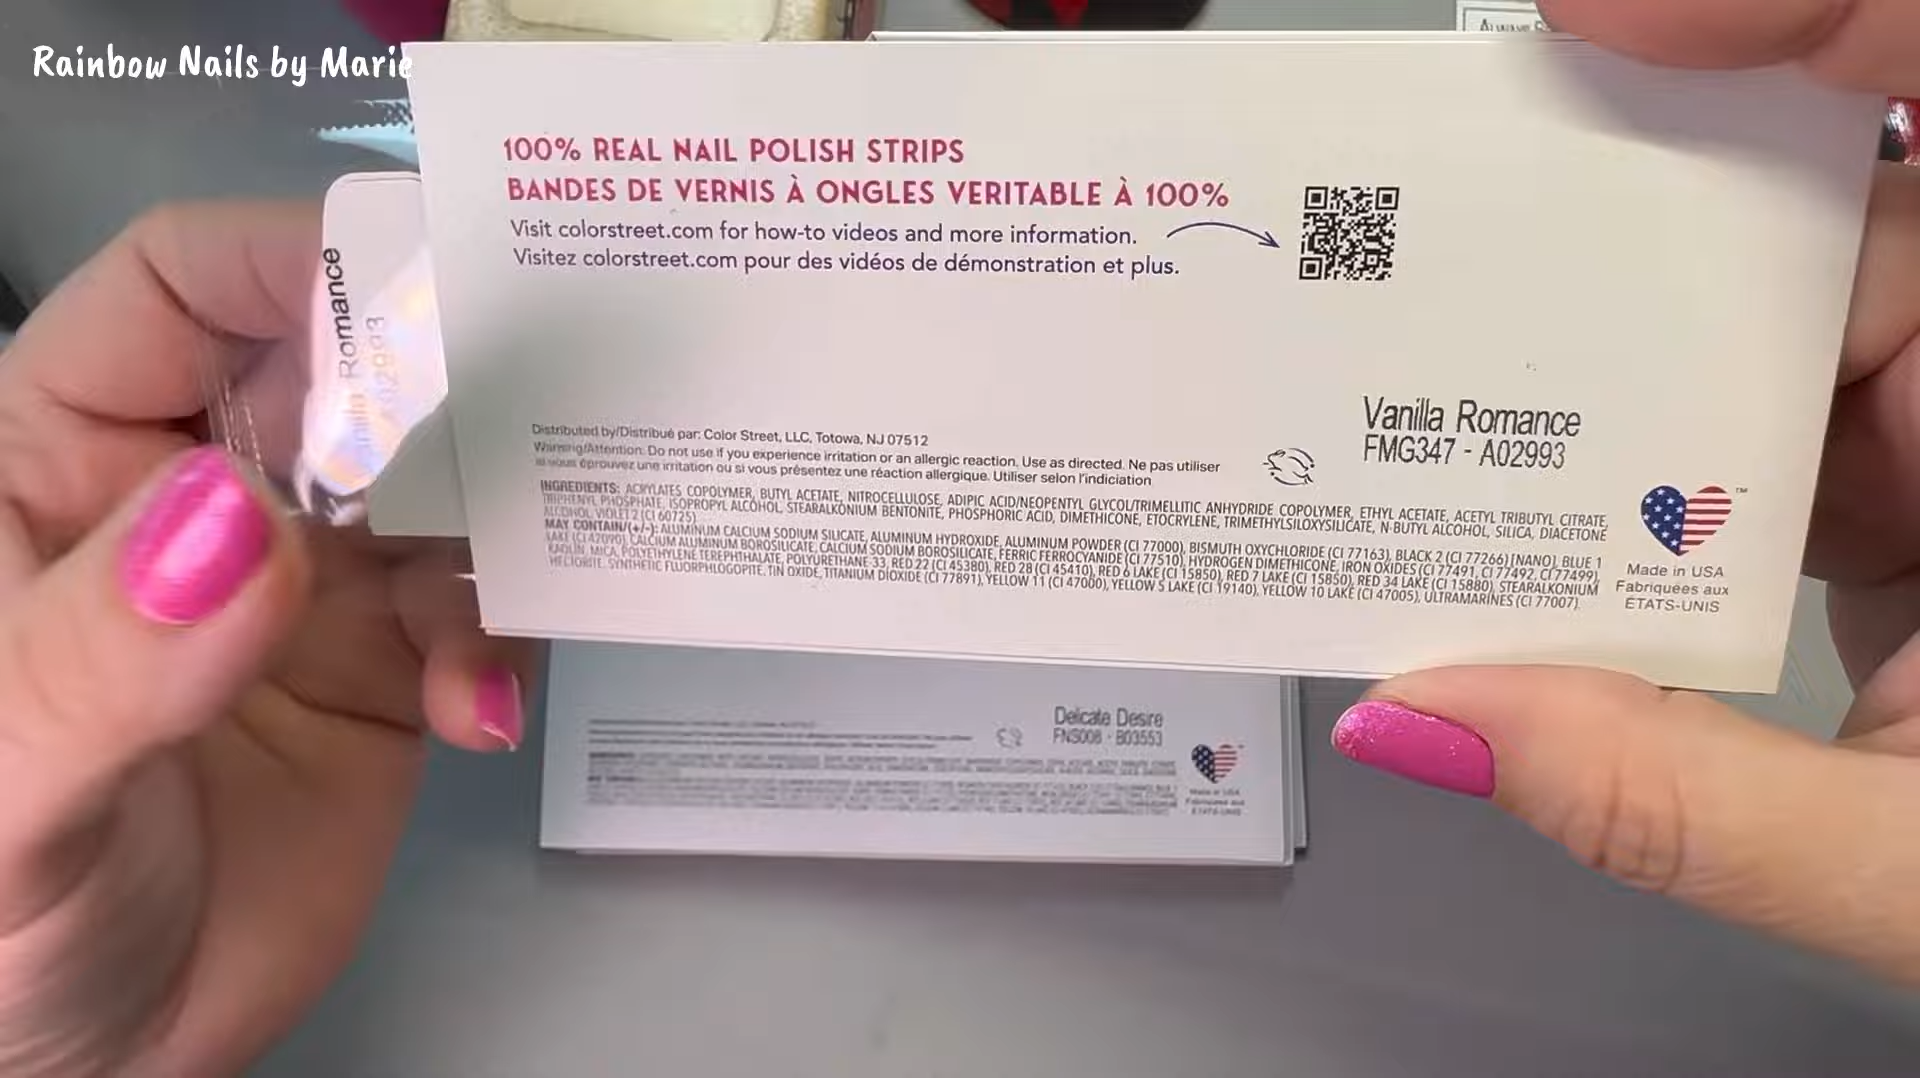 Rainbow Nails by Marie
100% REAL NAIL POLISH STRIPS
BANDES DE VERNIS À ONGLES VERITABLE À 100%
Visit colorstreet.com for how-to videos and more information.
Visitez colorstreet.com pour des vidéos de démonstration et plus.
Romance
Vanilla Romance
FMG347 - A02993
Distributed by/Distribué par: Color Street, LLC, Totowa, NJ 07512
Warning/Attention: Do not use if you experience irritation or an allergic reaction. Use as directed. Ne pas utiliser
si vous éprouvez une irritation ou si vous présentez une réaction allergique. Utiliser selon l'indiciation
INGREDIENTS: ACRYLATES COPOLYMER, BUTYL ACETATE, NITROCELLULOSE, ADIPIC ACID/NEOPENTYL GLYCOL/TRIMELLITIC ANHYDRIDE COPOLYMER, ETHYL ACETATE, ACETYL TRIBUTYL CITRATE,
TRIPHENYL PHOSPHATE, ISOPROPYL ALCOHOL, STEARALKONIUM BENTONITE, PHOSPHORIC ACID, DIMETHICONE, ETOCRYLENE, TRIMETHYLSILOXYSILICATE, N-BUTYL ALCOHOL, SILICA, DIACETONE
ALCOHOL, VIOLET 2 (CI 60725)
MAY CONTAIN/(+/-): ALUMINUM CALCIUM SODIUM SILICATE, ALUMINUM HYDROXIDE, ALUMINUM POWDER (CI 77000), BISMUTH OXYCHLORIDE (CI 77163), BLACK 2 (CI 77266) [NANO], BLUE 1
LAKE (CI 42090), CALCIUM ALUMINUM BOROSILICATE, CALCIUM SODIUM BOROSILICATE, FERRIC FERROCYANIDE (CI 77510), HYDROGEN DIMETHICONE, IRON OXIDES (CI 77491, CI 77492, CI 77499),
KAOLIN, MICA, POLYETHYLENE TEREPHTHALATE, POLYURETHANE-33, RED 22 (CI 45380), RED 28 (CI 45410), RED 6 LAKE (CI 15850), RED 7 LAKE (CI 15850), RED 34 LAKE (CI 15880), STEARALKONIUM
HECTORITE, SYNTHETIC FLUORPHLOGOPITE, TIN OXIDE, TITANIUM DIOXIDE (CI 77891), YELLOW 11 (CI 47000), YELLOW 5 LAKE (CI 19140), YELLOW 10 LAKE (CI 47005), ULTRAMARINES (CI 77007).
TM
Made in USA
Fabriquées aux
ÉTATS-UNIS
Delicate Desire
FNS008 - B03553
Made in USA
Fabriquées aux
ÉTATS-UNIS